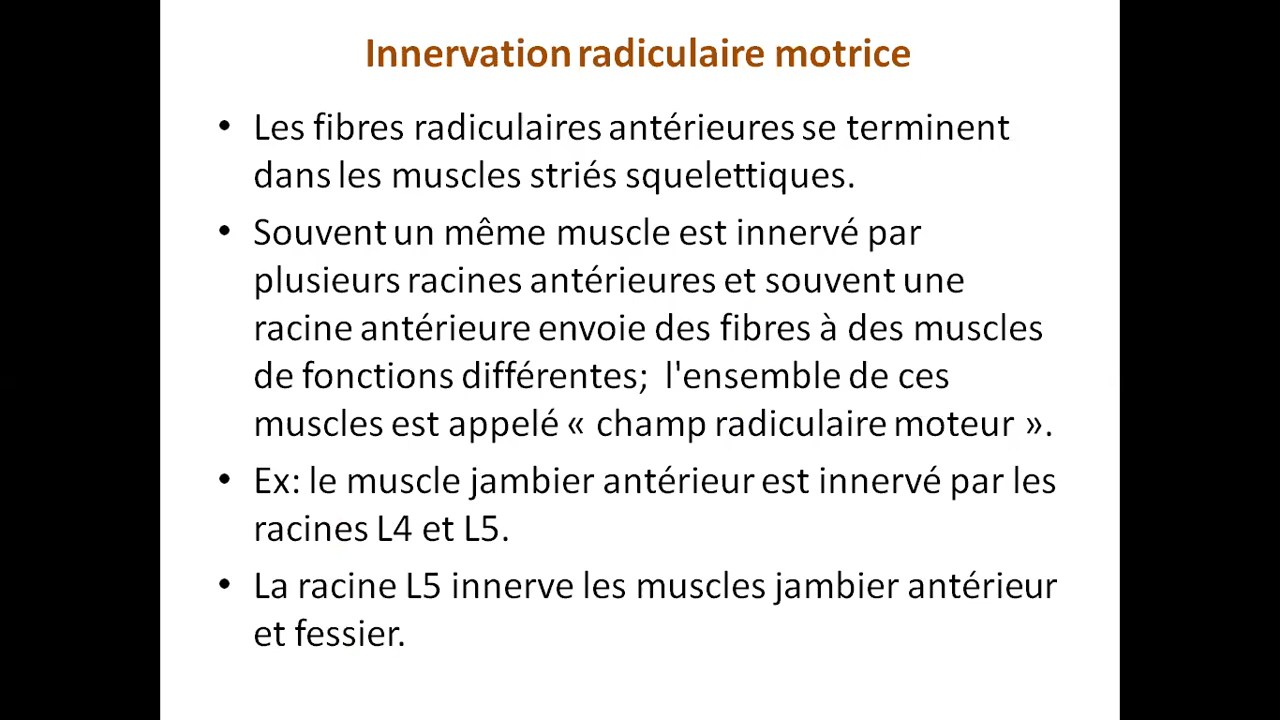 Innervation radiculaire motrice
• Les fibres radiculaires antérieures se terminent
dans les muscles striés squelettiques.
• Souvent un même muscle est innervé par
plusieurs racines antérieures et souvent une
racine antérieure envoie des fibres à des muscles
de fonctions différentes;  l'ensemble de ces
muscles est appelé « champ radiculaire moteur ».
• Ex: le muscle jambier antérieur est innervé par les
racines L4 et L5.
• La racine L5 innerve les muscles jambier antérieur
et fessier.